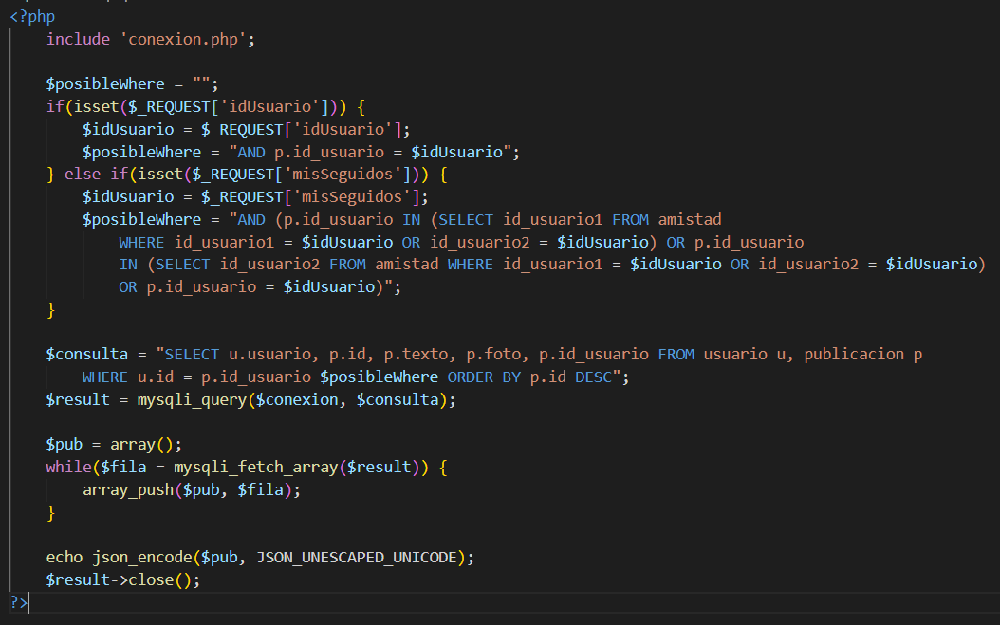 <?php
    include 'conexion.php';

    $posibleWhere = "";
    if(isset($_REQUEST['idUsuario'])) {
        $idUsuario = $_REQUEST['idUsuario'];
        $posibleWhere = "AND p.id_usuario = $idUsuario";
    } else if(isset($_REQUEST['misSeguidos'])) {
        $idUsuario = $_REQUEST['misSeguidos'];
        $posibleWhere = "AND (p.id_usuario IN (SELECT id_usuario1 FROM amistad
            WHERE id_usuario1 = $idUsuario OR id_usuario2 = $idUsuario) OR p.id_usuario
            IN (SELECT id_usuario2 FROM amistad WHERE id_usuario1 = $idUsuario OR id_usuario2 = $idUsuario)
            OR p.id_usuario = $idUsuario)";
    }

    $consulta = "SELECT u.usuario, p.id, p.texto, p.foto, p.id_usuario FROM usuario u, publicacion p
        WHERE u.id = p.id_usuario $posibleWhere ORDER BY p.id DESC";
    $result = mysqli_query($conexion, $consulta);

    $pub = array();
    while($fila = mysqli_fetch_array($result)) {
        array_push($pub, $fila);
    }

    echo json_encode($pub, JSON_UNESCAPED_UNICODE);
    $result->close();
?>